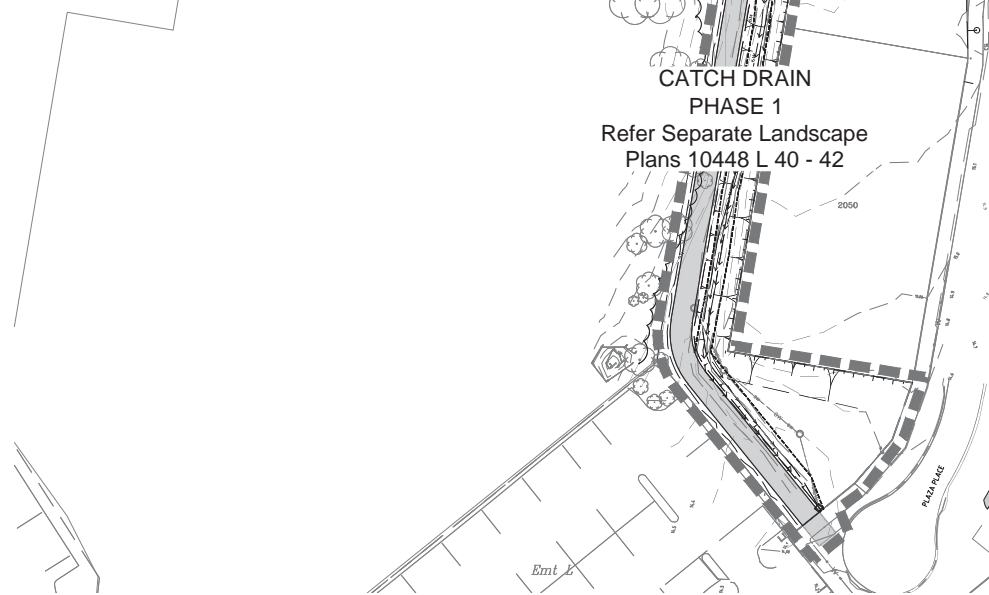 CATCH DRAIN
PHASE 1
Refer Separate Landscape
Plans 10448 L 40 - 42
2050
PLAZA PLACE
Emt L